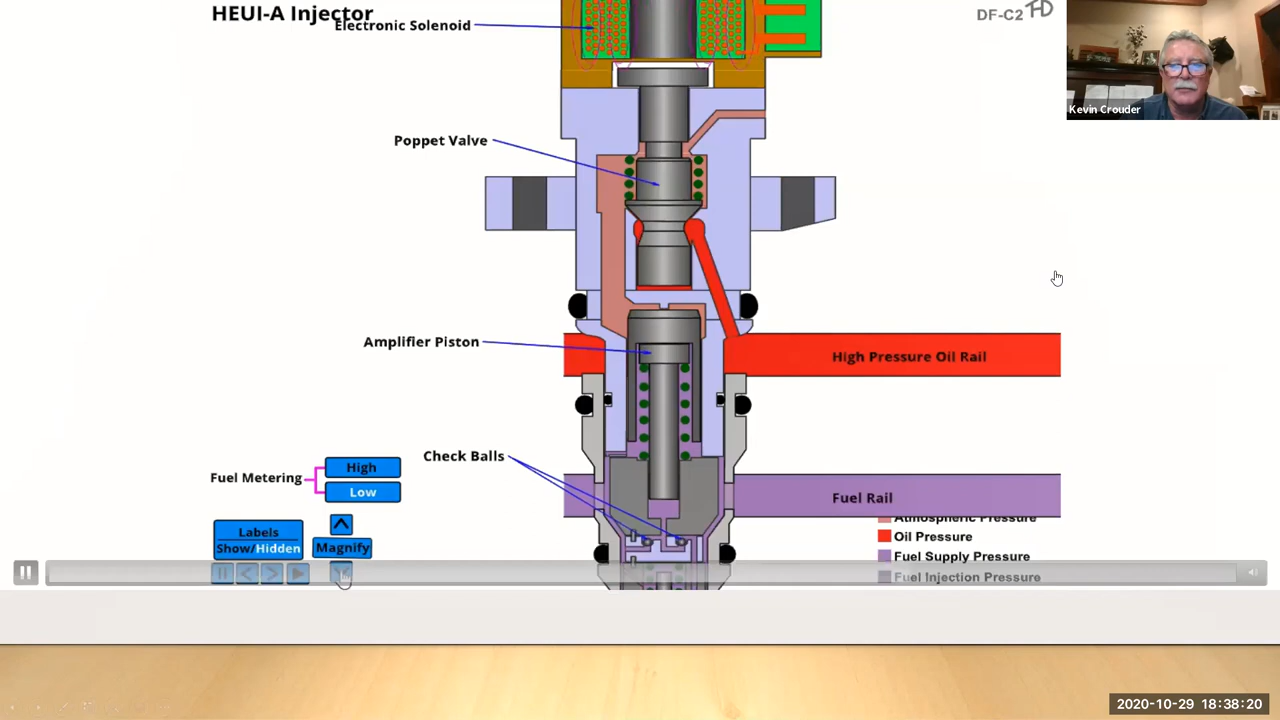 HEUI-A Injector
DF-C2
Electronic Solenoid
Kevin Crouder
Poppet Valve
Amplifier Piston
High Pressure Oil Rail
Check Balls
High
Fuel Metering
Low
Fuel Rail
Labels
Show/Hidden
Magnify
Atmospheric Pressure
Oil Pressure
Fuel Supply Pressure
Fuel Injection Pressure
2020-10-29 18:38:20